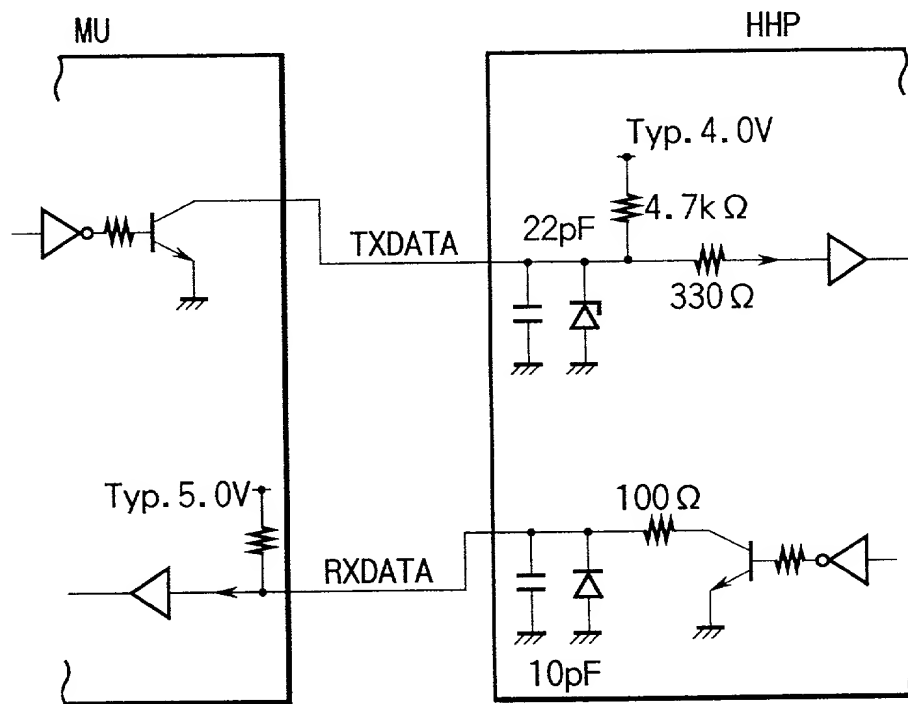 MU
HHP
Typ. 4.0V
4.7kΩ
22pF
TXDATA
330Ω
Typ. 5.0V
100Ω
RXDATA
10pF